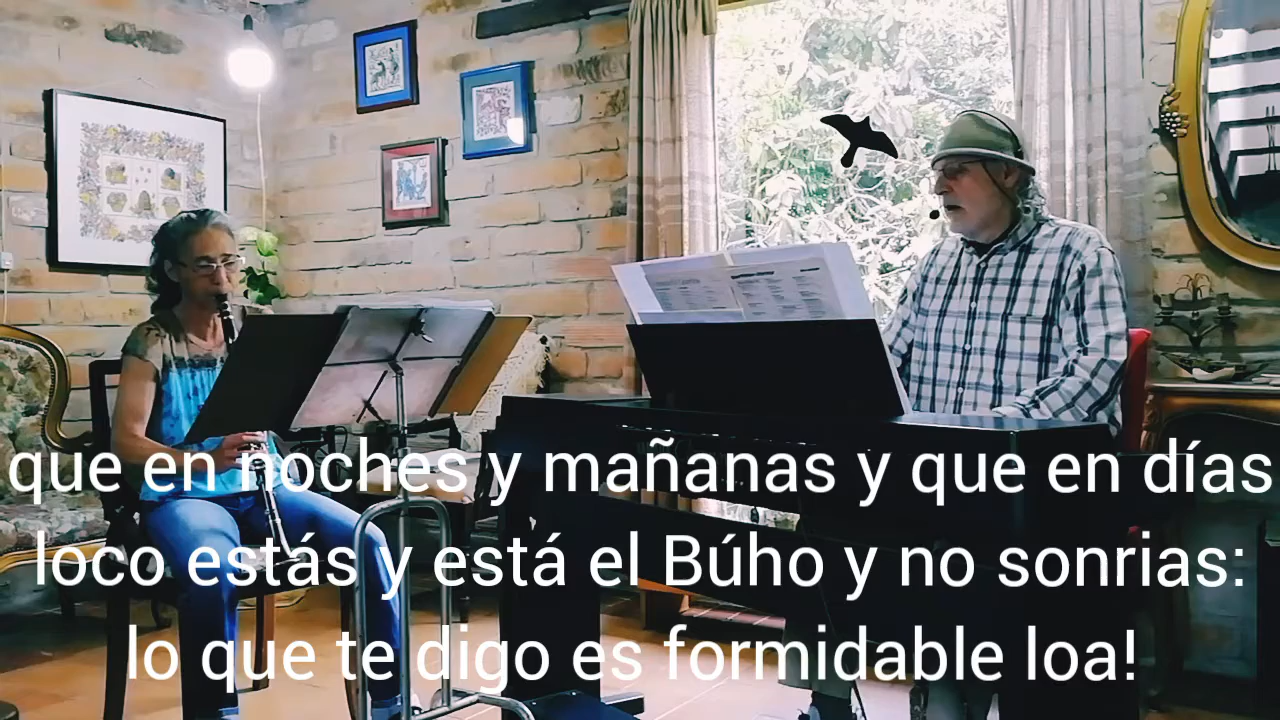 que en noches y mañanas y que en días
loco estás y está el Búho y no sonrias:
lo que te digo es formidable loa!